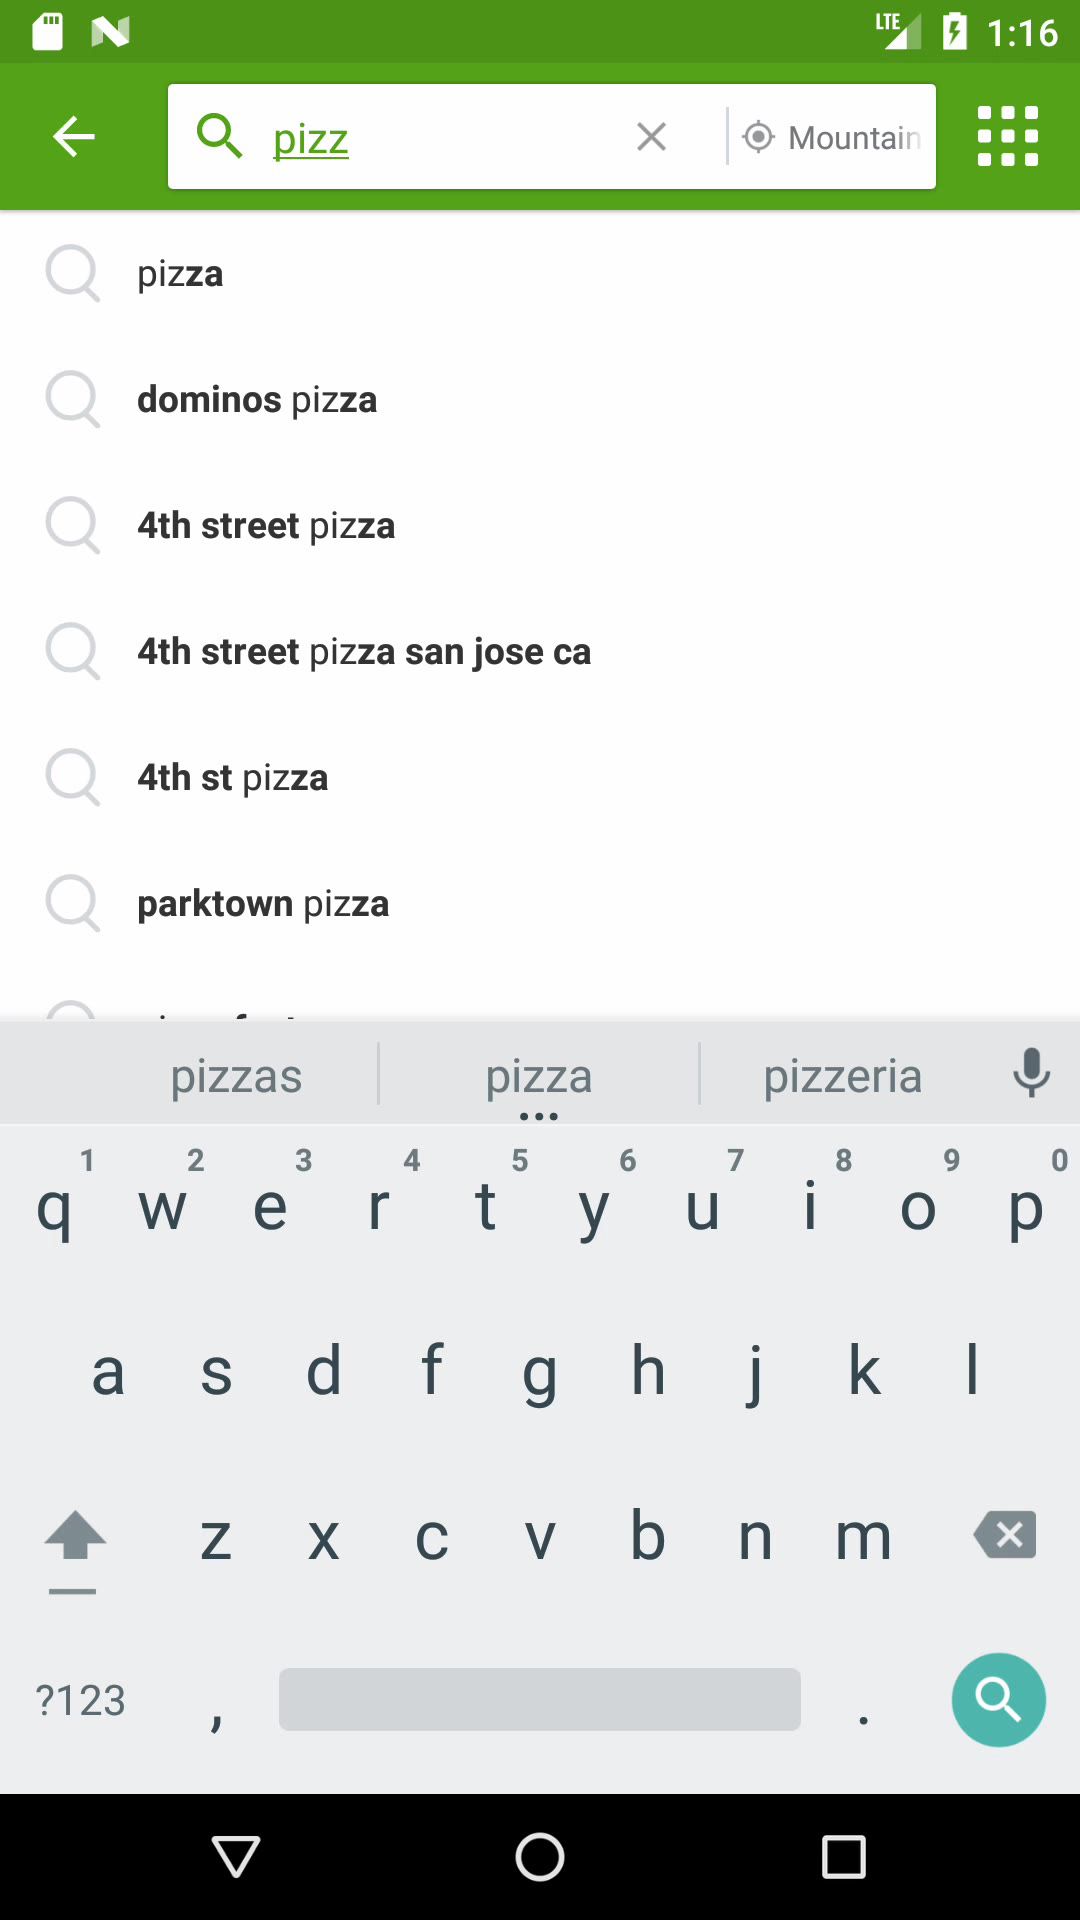 LTE 1:16
pizz Mountain
pizza
dominos pizza
4th street pizza
4th street pizza san jose ca
4th st pizza
parktown pizza
pizzas pizza pizzeria
1 2 3 4 5 6 7 8 9 0
q w e r t y u i o p
a s d f g h j k l
z x c v b n m
?123 , .